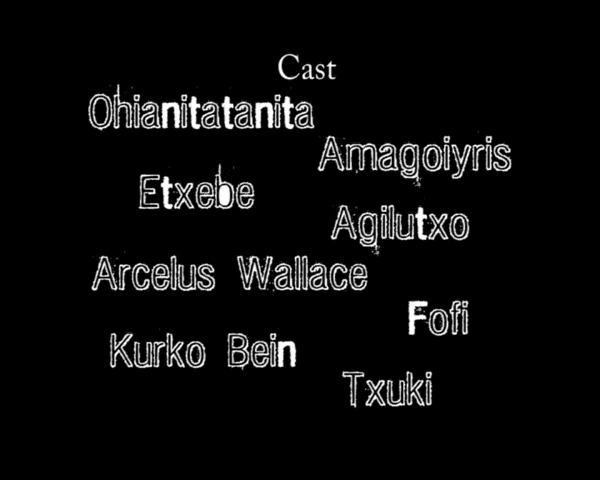 Cast
Ohianitatanita
Amagoiyris
Etxebe
Agilutxo
Arcelus Wallace
Fofi
Kurko Bein
Txuki